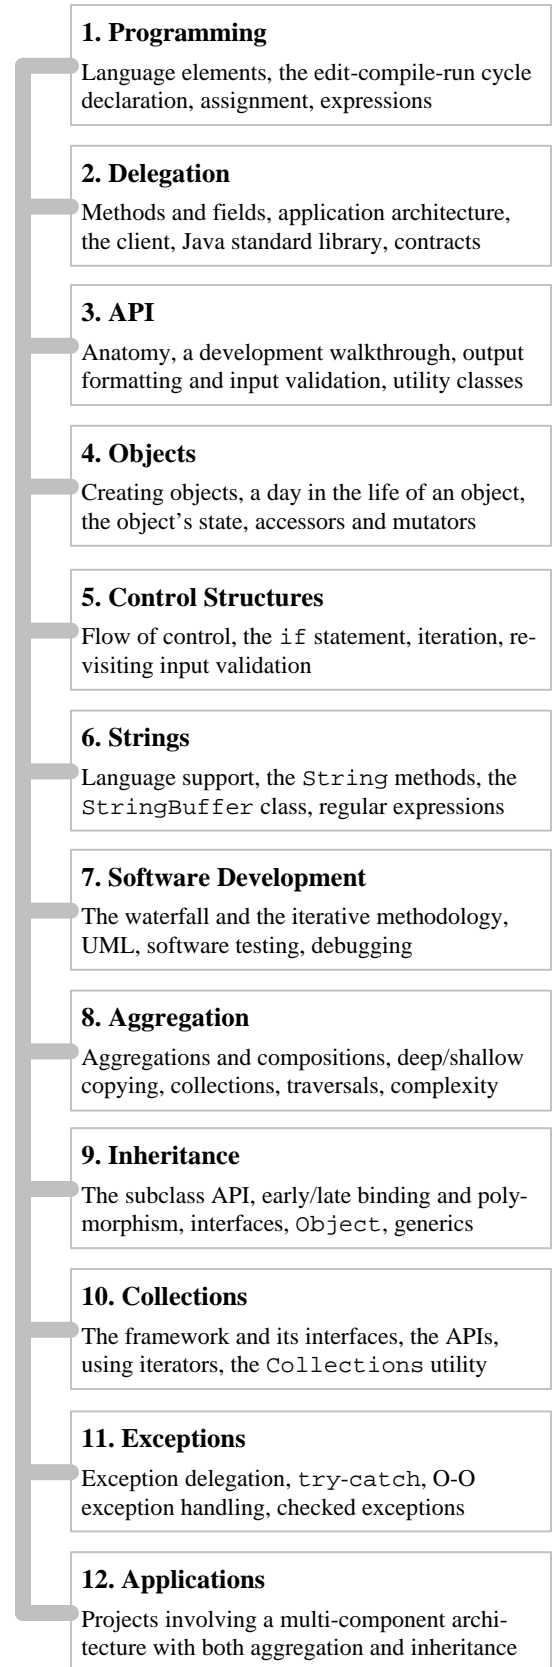 1. Programming
Language elements, the edit-compile-run cycle
declaration, assignment, expressions
2. Delegation
Methods and fields, application architecture,
the client, Java standard library, contracts
3. API
Anatomy, a development walkthrough, output
formatting and input validation, utility classes
4. Objects
Creating objects, a day in the life of an object,
the object's state, accessors and mutators
5. Control Structures
Flow of control, the if statement, iteration, re-
visiting input validation
6. Strings
Language support, the String methods, the
StringBuffer class, regular expressions
7. Software Development
The waterfall and the iterative methodology,
UML, software testing, debugging
8. Aggregation
Aggregations and compositions, deep/shallow
copying, collections, traversals, complexity
9. Inheritance
The subclass API, early/late binding and poly-
morphism, interfaces, Object, generics
10. Collections
The framework and its interfaces, the APIs,
using iterators, the Collections utility
11. Exceptions
Exception delegation, try-catch, O-O
exception handling, checked exceptions
12. Applications
Projects involving a multi-component archi-
tecture with both aggregation and inheritance